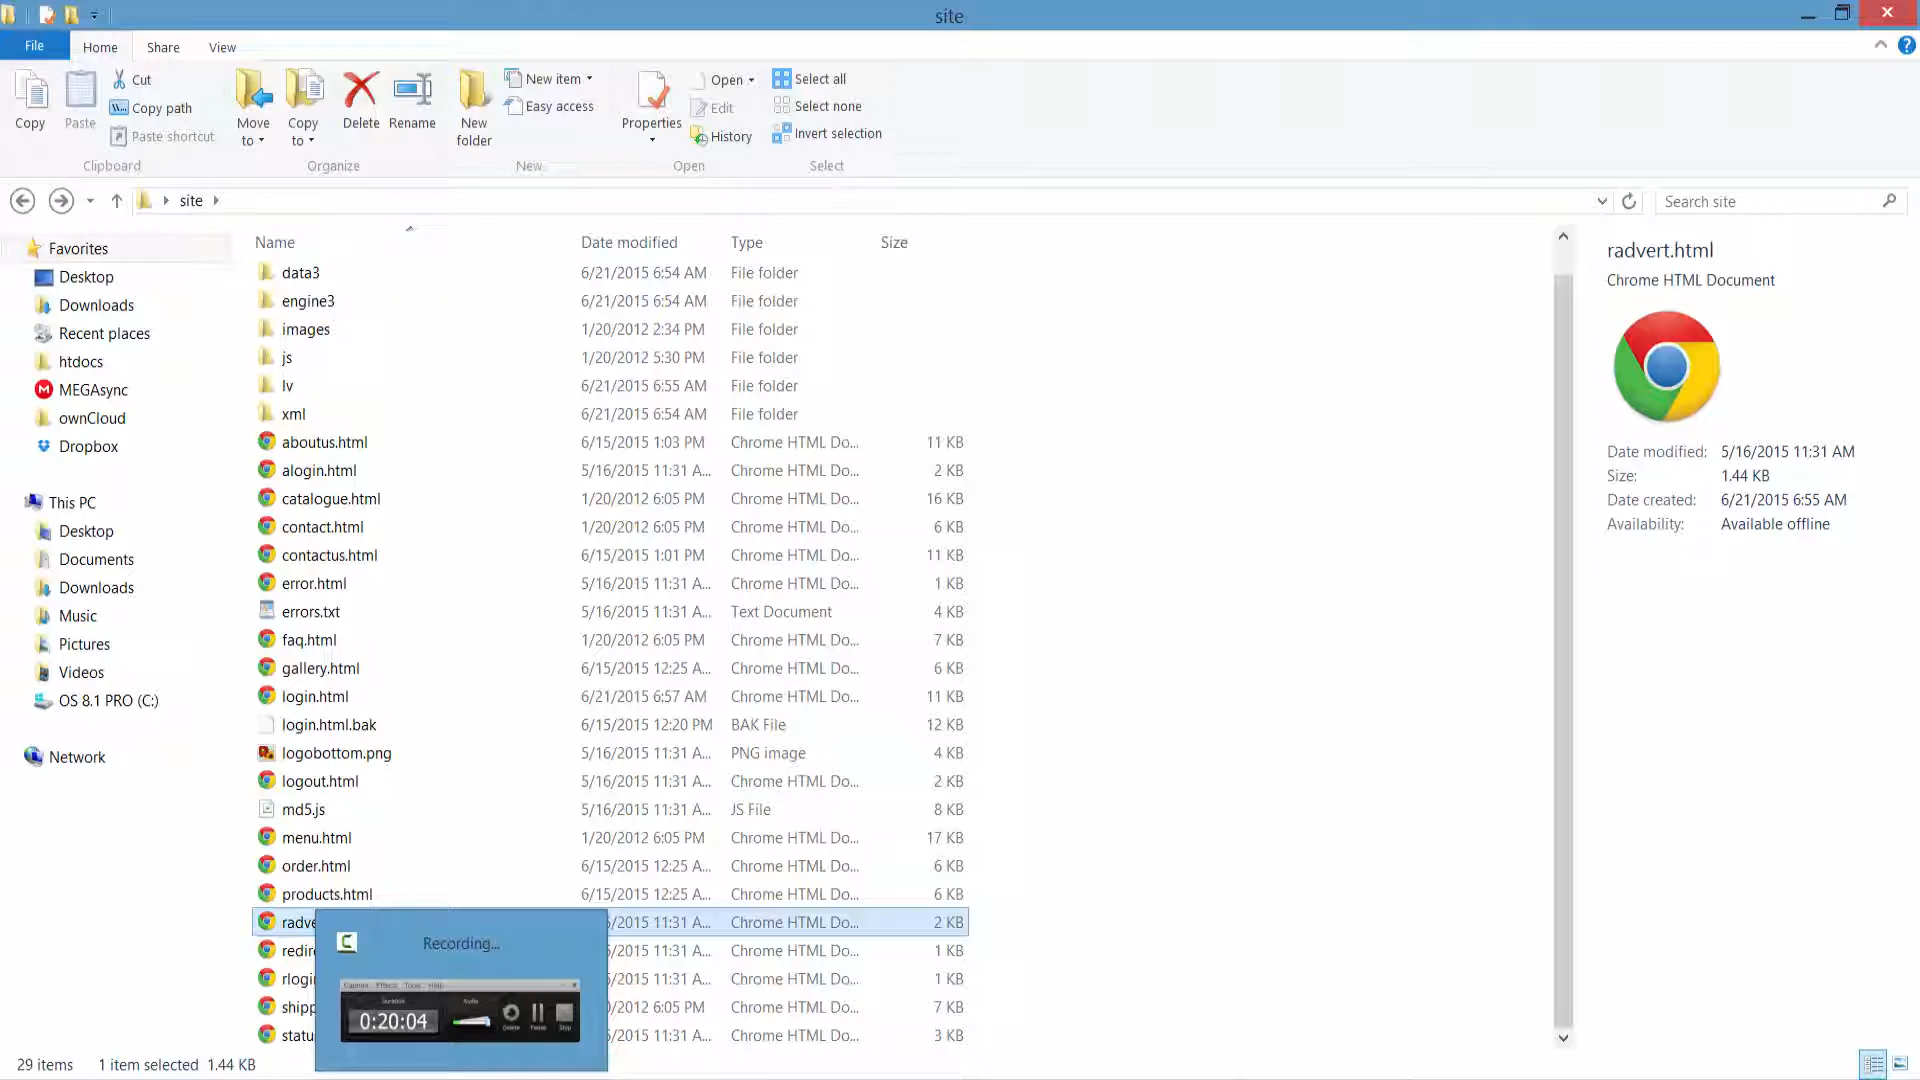 site
File
Home
Share
View
Copy
Paste
Cut
Copy path
Paste shortcut
Clipboard
Move to
Copy to
Delete
Rename
Organize
New folder
New item
Easy access
New
Properties
Open
Edit
History
Open
Select all
Select none
Invert selection
Select
site
Search site
Favorites
Desktop
Downloads
Recent places
htdocs
MEGAsync
ownCloud
Dropbox
This PC
Desktop
Documents
Downloads
Music
Pictures
Videos
OS 8.1 PRO (C:)
Network
Name Date modified Type Size
data3 6/21/2015 6:54 AM File folder
engine3 6/21/2015 6:54 AM File folder
images 1/20/2012 2:34 PM File folder
js 1/20/2012 5:30 PM File folder
lv 6/21/2015 6:55 AM File folder
xml 6/21/2015 6:54 AM File folder
aboutus.html 6/15/2015 1:03 PM Chrome HTML Do... 11 KB
alogin.html 5/16/2015 11:31 A... Chrome HTML Do... 2 KB
catalogue.html 1/20/2012 6:05 PM Chrome HTML Do... 16 KB
contact.html 1/20/2012 6:05 PM Chrome HTML Do... 6 KB
contactus.html 6/15/2015 1:01 PM Chrome HTML Do... 11 KB
error.html 5/16/2015 11:31 A... Chrome HTML Do... 1 KB
errors.txt 5/16/2015 11:31 A... Text Document 4 KB
faq.html 1/20/2012 6:05 PM Chrome HTML Do... 7 KB
gallery.html 6/15/2015 12:25 A... Chrome HTML Do... 6 KB
login.html 6/21/2015 6:57 AM Chrome HTML Do... 11 KB
login.html.bak 6/15/2015 12:20 PM BAK File 12 KB
logobottom.png 5/16/2015 11:31 A... PNG image 4 KB
logout.html 5/16/2015 11:31 A... Chrome HTML Do... 2 KB
md5.js 5/16/2015 11:31 A... JS File 8 KB
menu.html 1/20/2012 6:05 PM Chrome HTML Do... 17 KB
order.html 6/15/2015 12:25 A... Chrome HTML Do... 6 KB
products.html 6/15/2015 12:25 A... Chrome HTML Do... 6 KB
radve 6/2015 11:31 A... Chrome HTML Do... 2 KB
redire 6/2015 11:31 A... Chrome HTML Do... 1 KB
rlogi 6/2015 11:31 A... Chrome HTML Do... 1 KB
shipp 0/2012 6:05 PM Chrome HTML Do... 7 KB
statu 6/2015 11:31 A... Chrome HTML Do... 3 KB
Recording...
Capture Effects Tools Help
Duration Audio
0:20:04
Delete Pause Stop
radvert.html
Chrome HTML Document
Date modified: 5/16/2015 11:31 AM
Size: 1.44 KB
Date created: 6/21/2015 6:55 AM
Availability: Available offline
29 items 1 item selected 1.44 KB